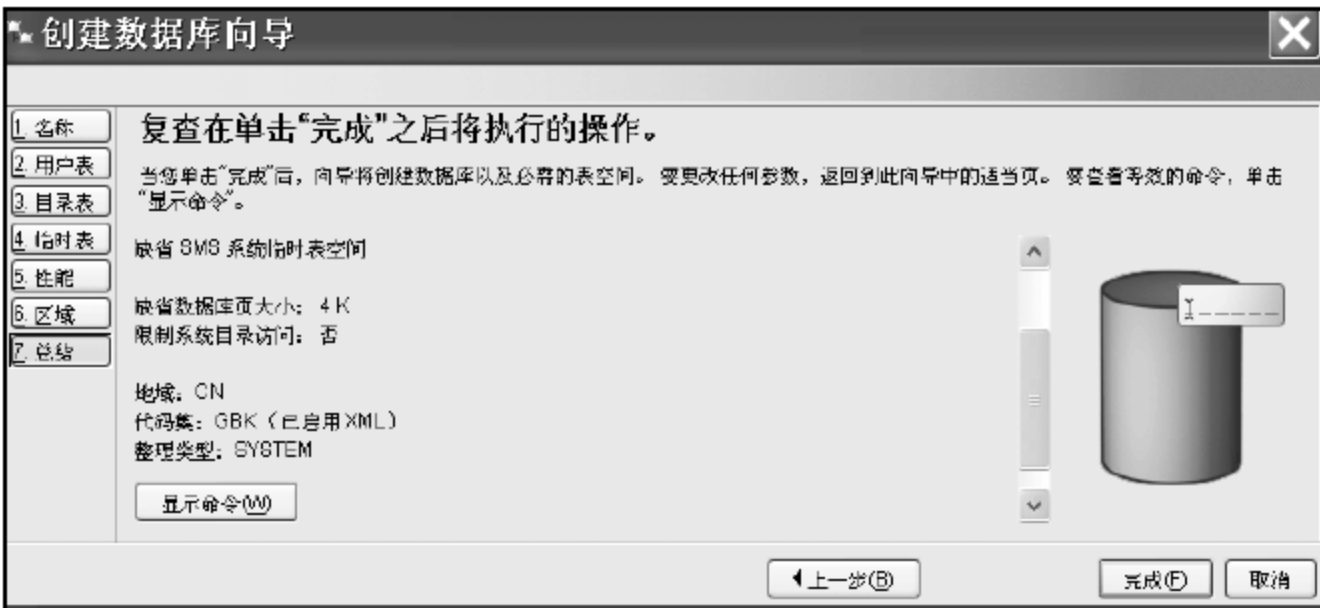 创建数据库向导
1. 名称
2. 用户表
3. 目录表
4. 临时表
5. 性能
6. 区域
7. 总结
复查在单击“完成”之后将执行的操作。
当您单击“完成”后，向导将创建数据库以及必需的表空间。 要更改任何参数，返回到此向导中的适当页。 要查看等效的命令，单击
“显示命令”。
缺省 SMS 系统临时表空间
缺省数据库页大小： 4 K
限制系统目录访问： 否
地域：CN
代码集：GBK（已启用 XML）
整理类型：SYSTEM
显示命令(W)
上一步(B)
完成(F)
取消